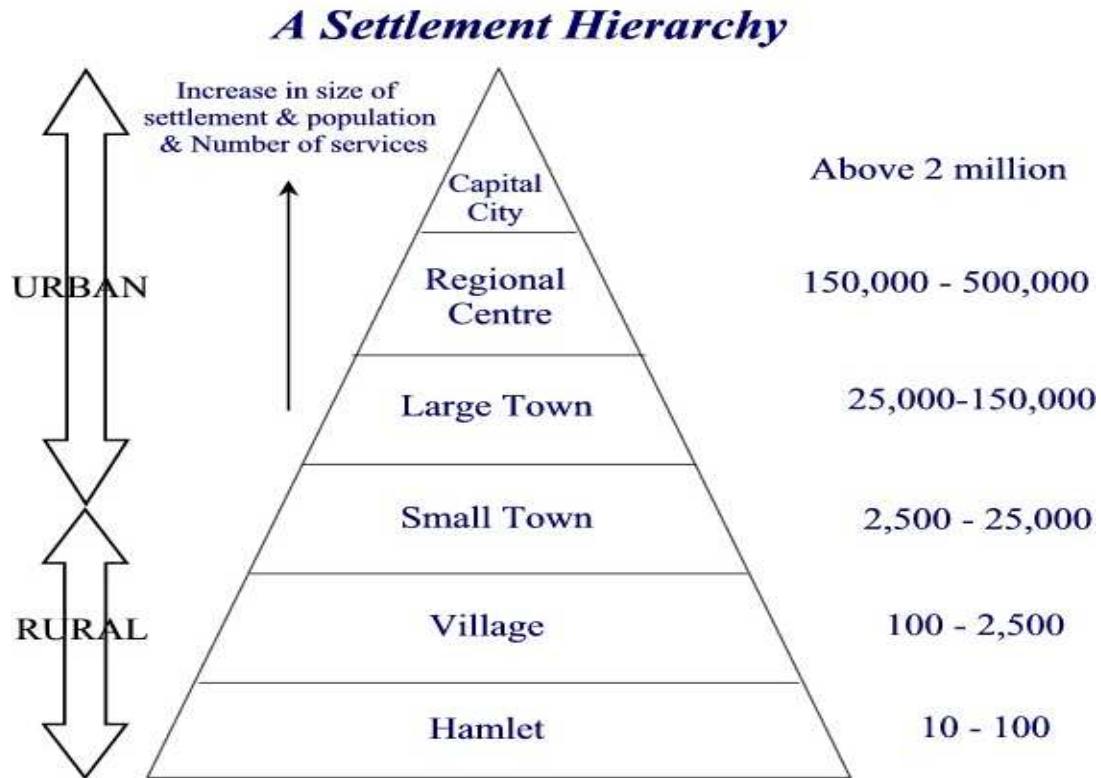 A Settlement Hierarchy
Increase in size of
settlement & population
& Number of services
Capital
City
Above 2 million
URBAN
Regional
Centre
150,000 - 500,000
Large Town
25,000-150,000
Small Town
2,500 - 25,000
RURAL
Village
100 - 2,500
Hamlet
10 - 100